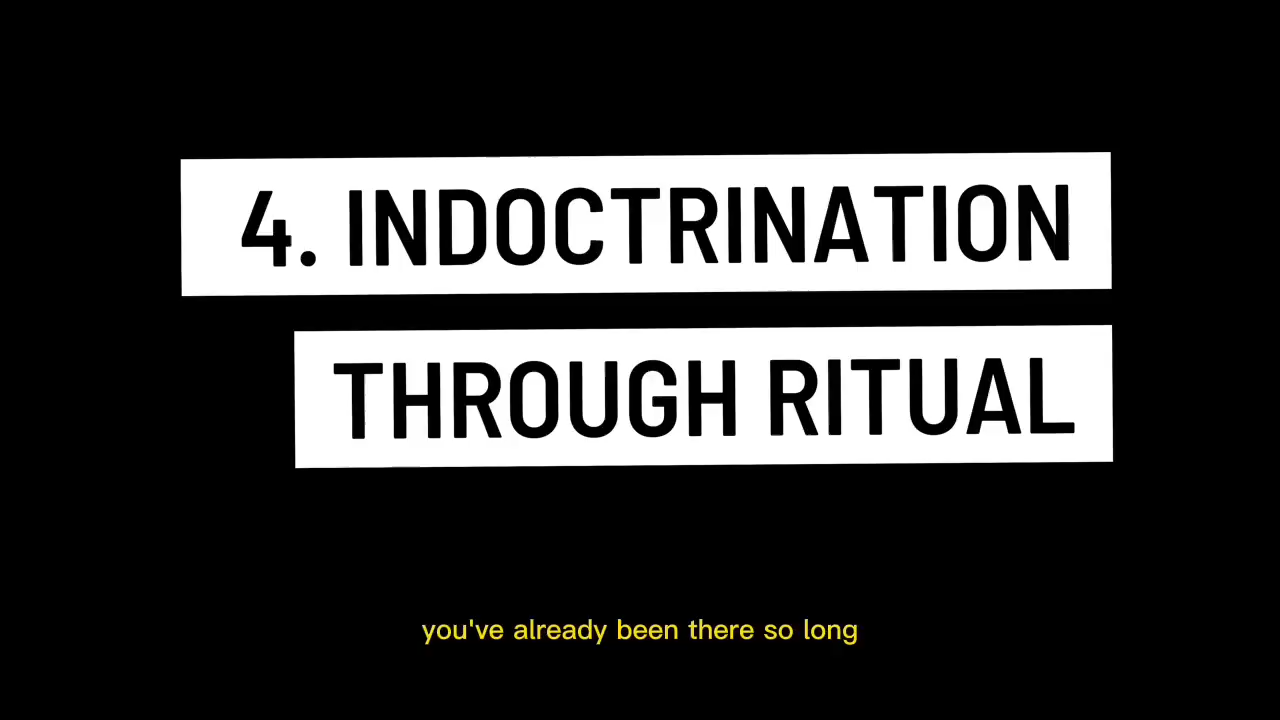 4. INDOCTRINATION
THROUGH RITUAL
you've already been there so long